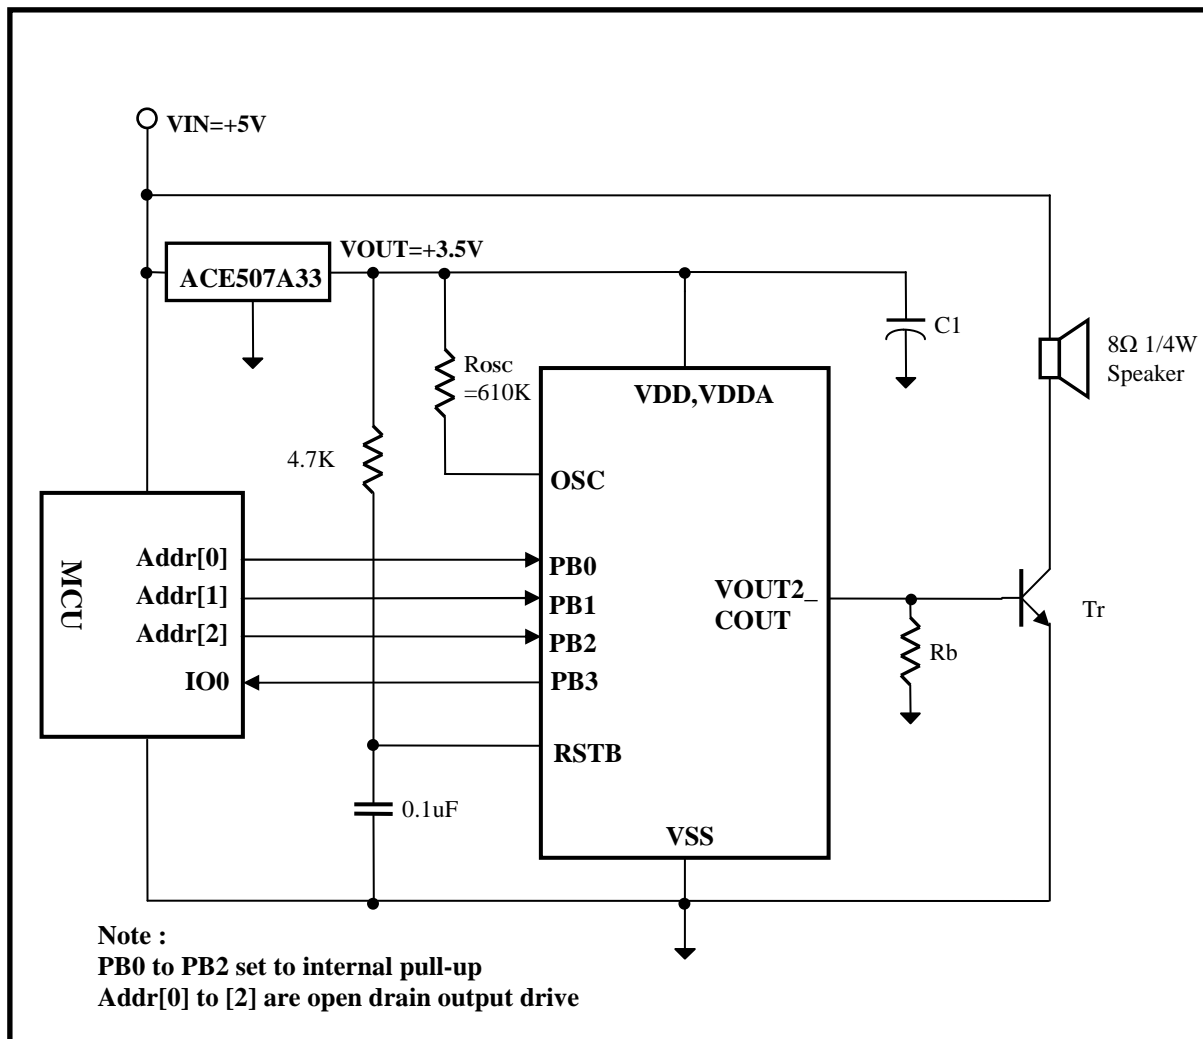 VIN=+5V
VOUT=+3.5V
ACE507A33
C1
8Ω 1/4W
Speaker
Rosc
=610K
VDD,VDDA
4.7K
OSC
MCU
Addr[0]
Addr[1]
Addr[2]
IO0
PB0
PB1
PB2
PB3
RSTB
VOUT2_
COUT
Tr
Rb
0.1uF
VSS
Note :
PB0 to PB2 set to internal pull-up
Addr[0] to [2] are open drain output drive